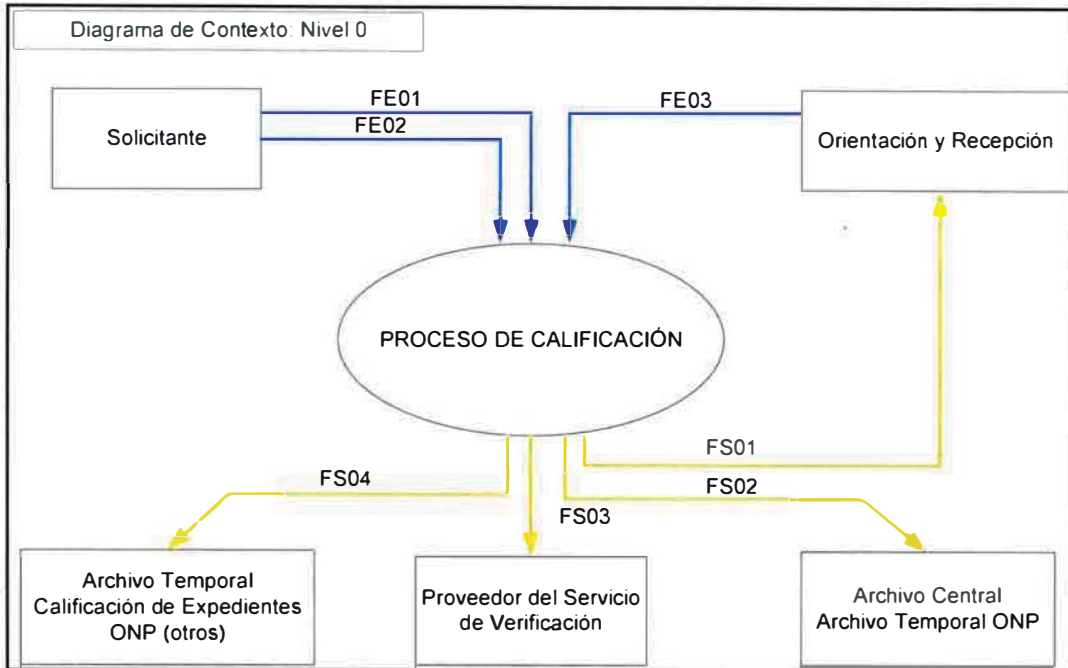 Diagrama de Contexto: Nivel 0
Solicitante
FE01
FE02
FE03
Orientación y Recepción
PROCESO DE CALIFICACIÓN
FS01
FS02
FS03
FS04
Archivo Temporal
Calificación de Expedientes
ONP (otros)
Proveedor del Servicio
de Verificación
Archivo Central
Archivo Temporal ONP